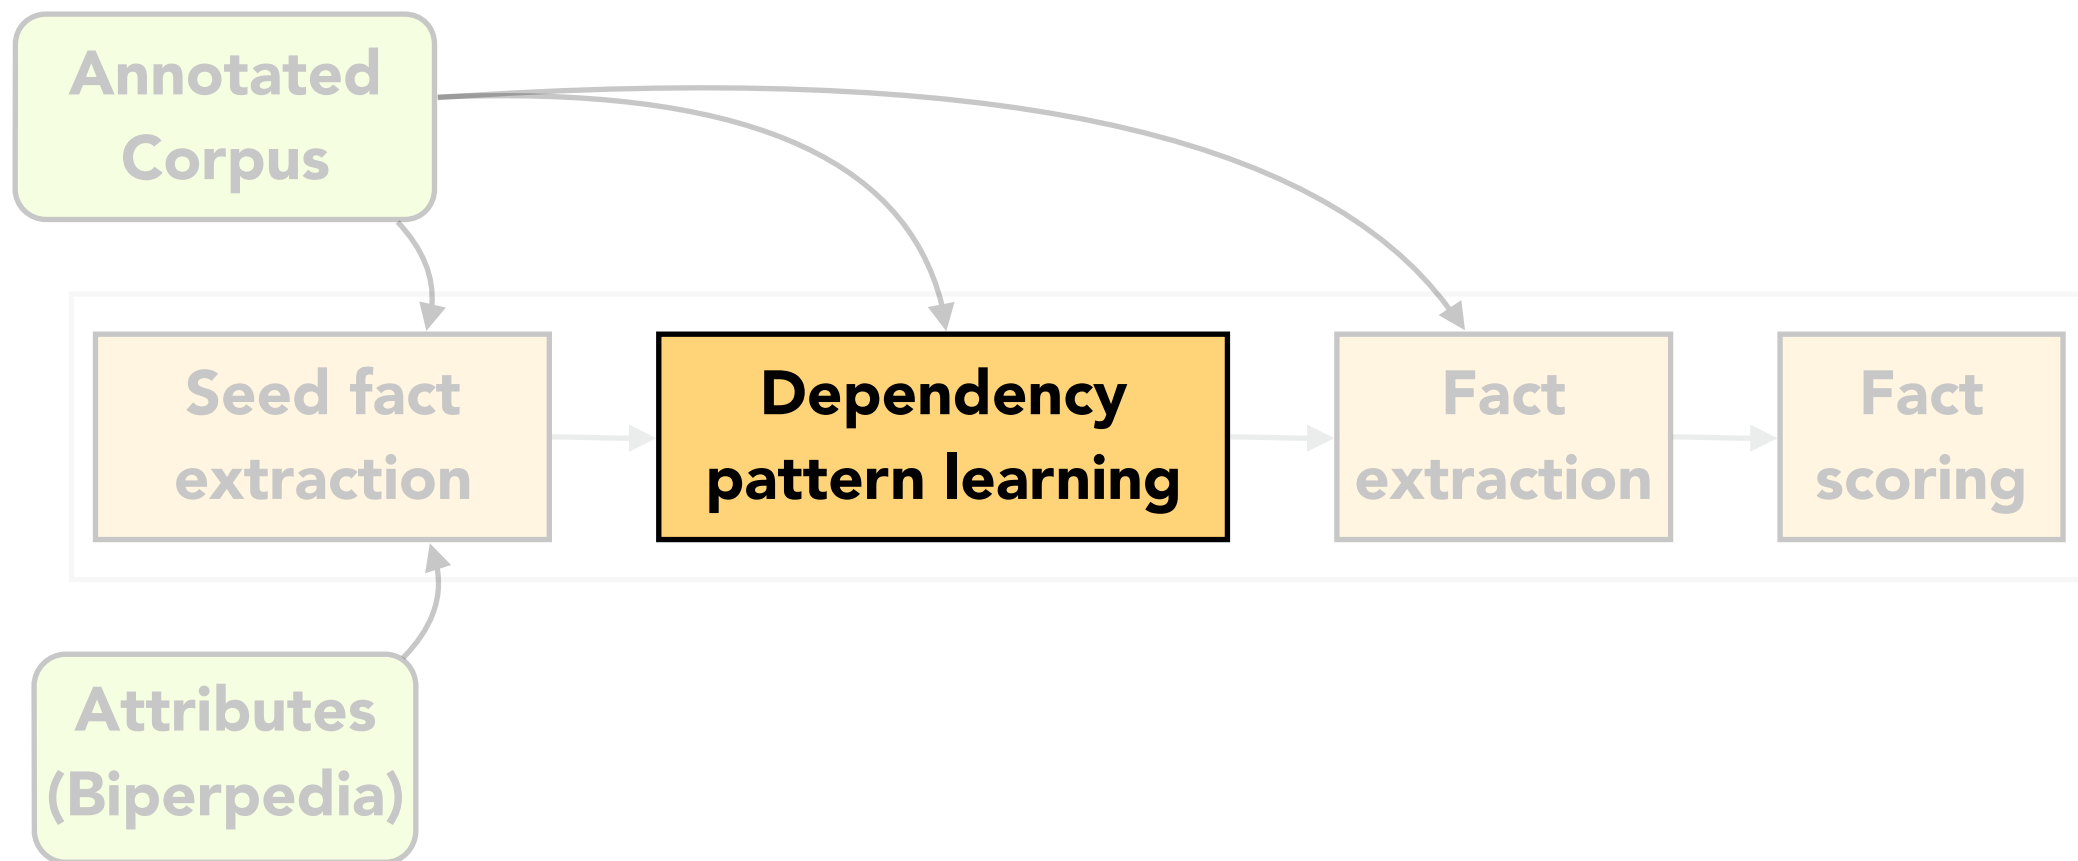 Annotated
Corpus
Seed fact
extraction
Dependency
pattern learning
Fact
extraction
Fact
scoring
Attributes
(Biperpedia)